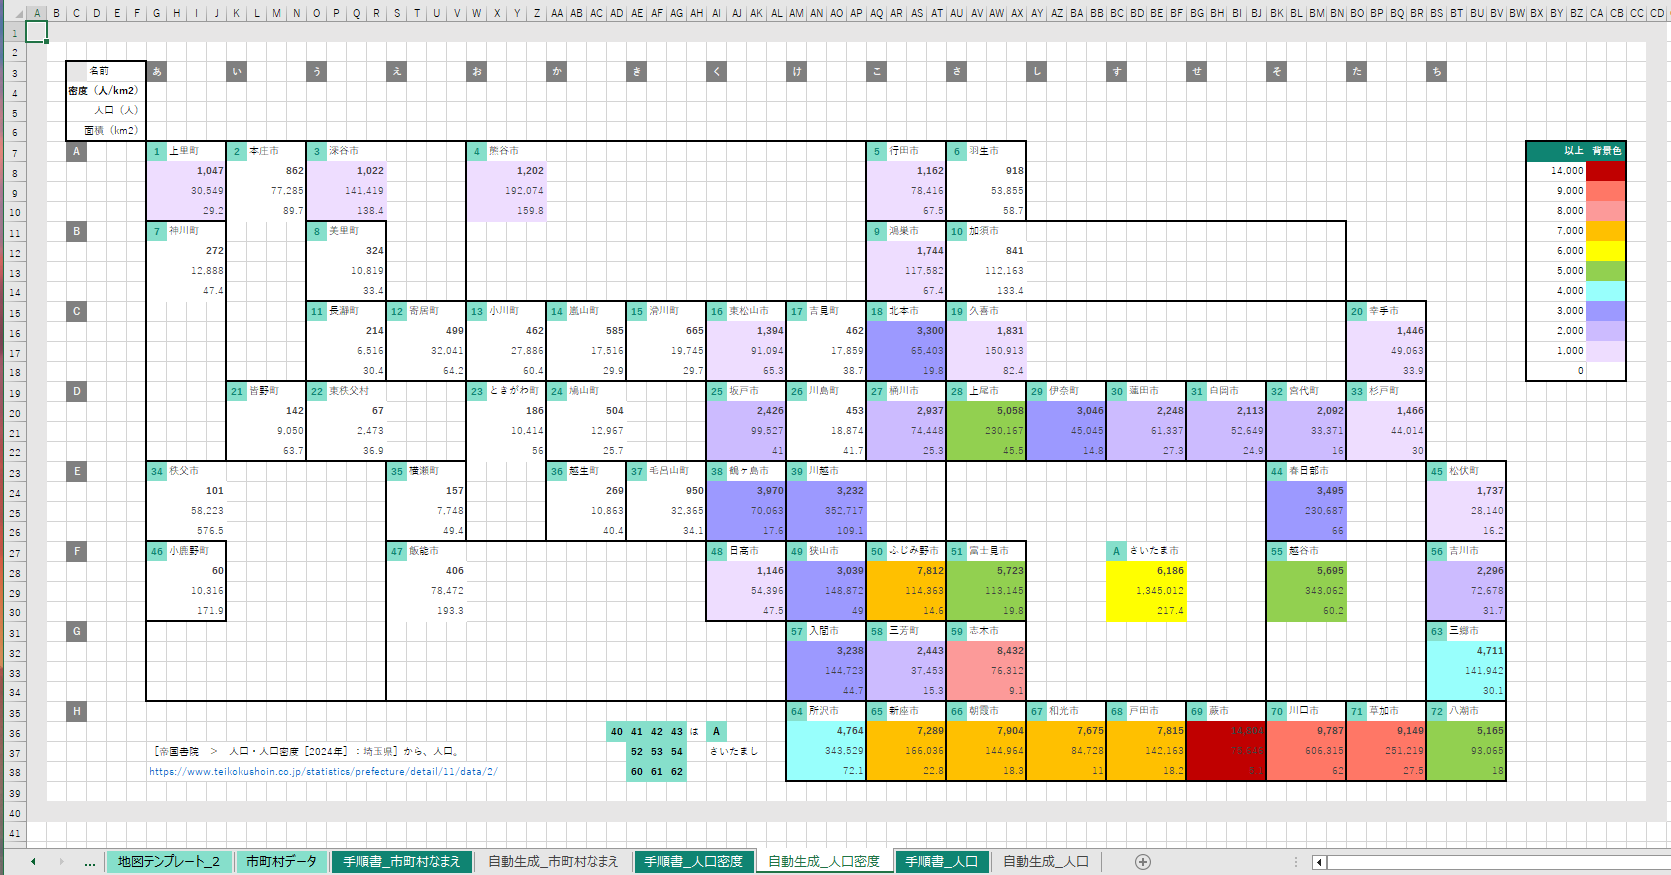 A B C D E F G H I J K L M N O P Q R S T U V W X Y Z AA AB AC AD AE AF AG AH AI AJ AK AL AM AN AO AP AQ AR AS AT AU AV AW AX AY AZ BA BB BC BD BE BF BG BH BI BJ BK BL BM BN BO BP BQ BR BS BT BU BV BW BX BY BZ CA CB CC CD
1
2
3 名前 あ い う え お か き く け こ さ し す せ そ た ち
4 密度（人/km2）
5 人口（人）
6 面積（km2）
7 A 1 上里町 2 本庄市 3 深谷市 4 熊谷市 5 行田市 6 羽生市 以上 背景色
8 1,047 862 1,022 1,202 1,162 918 14,000
9 30,549 77,285 141,419 192,074 78,416 53,855 9,000
10 29.2 89.7 138.4 159.8 67.5 58.7 8,000
11 B 7 神川町 8 美里町 9 鴻巣市 10 加須市 7,000
12 272 324 1,744 841 6,000
13 12,888 10,819 117,582 112,163 5,000
14 47.4 33.4 67.4 133.4 4,000
15 C 11 長瀞町 12 寄居町 13 小川町 14 嵐山町 15 滑川町 16 東松山市 17 吉見町 18 北本市 19 久喜市 20 幸手市 3,000
16 214 499 462 585 665 1,394 462 3,300 1,831 1,446 2,000
17 6,516 32,041 27,886 17,516 19,745 91,094 17,859 65,403 150,913 49,063 1,000
18 30.4 64.2 60.4 29.9 29.7 65.3 38.7 19.8 82.4 33.9 0
19 D 21 皆野町 22 東秩父村 23 ときがわ町 24 鳩山町 25 坂戸市 26 川島町 27 桶川市 28 上尾市 29 伊奈町 30 蓮田市 31 白岡市 32 宮代町 33 杉戸町
20 142 67 186 504 2,426 453 2,937 5,058 3,046 2,248 2,113 2,092 1,466
21 9,050 2,473 10,414 12,967 99,527 18,874 74,448 230,167 45,045 61,337 52,649 33,371 44,014
22 63.7 36.9 56 25.7 41 41.7 25.3 45.5 14.8 27.3 24.9 16 30
23 E 34 秩父市 35 横瀬町 36 越生町 37 毛呂山町 38 鶴ヶ島市 39 川越市 44 春日部市 45 松伏町
24 101 157 269 950 3,970 3,232 3,495 1,737
25 58,223 7,748 10,863 32,365 70,063 352,717 230,687 28,140
26 576.5 49.4 40.4 34.1 17.6 109.1 66 16.2
27 F 46 小鹿野町 47 飯能市 48 日高市 49 狭山市 50 ふじみ野市 51 富士見市 A さいたま市 55 越谷市 56 吉川市
28 60 406 1,146 3,039 7,812 5,723 6,186 5,695 2,296
29 10,316 78,472 54,396 148,872 114,363 113,145 1,345,012 343,062 72,678
30 171.9 193.3 47.5 49 14.6 19.8 217.4 60.2 31.7
31 G 57 入間市 58 三芳町 59 志木市 63 三郷市
32 3,238 2,443 8,432 4,711
33 144,723 37,453 76,312 141,942
34 44.7 15.3 9.1 30.1
35 H 64 所沢市 65 新座市 66 朝霞市 67 和光市 68 戸田市 69 蕨市 70 川口市 71 草加市 72 八潮市
36 40 41 42 43 は A 4,764 7,289 7,904 7,675 7,815 9,787 9,149 5,165
37 ［帝国書院　＞　人口・人口密度［2024年］：埼玉県］から、人口。 52 53 54 さいたまし 343,529 166,036 144,964 84,728 142,163 606,315 251,219 93,065
38 https://www.teikokushoin.co.jp/statistics/prefecture/detail/11/data/2/ 60 61 62 72.1 22.8 18.3 11 18.2 62 27.5 18
39
40
41
... 地図テンプレート_2 市町村データ 手順書_市町村なまえ 自動生成_市町村なまえ 手順書_人口密度 自動生成_人口密度 手順書_人口 自動生成_人口